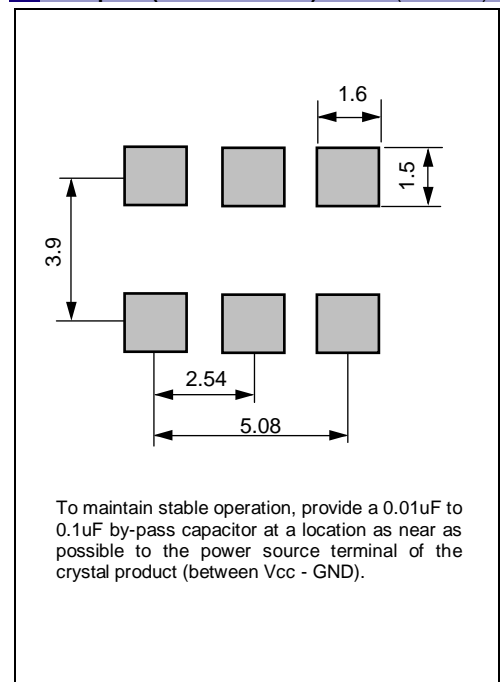 1.6
1.5
3.9
2.54
5.08
To maintain stable operation, provide a 0.01uF to
0.1uF by-pass capacitor at a location as near as
possible to the power source terminal of the
crystal product (between Vcc - GND).